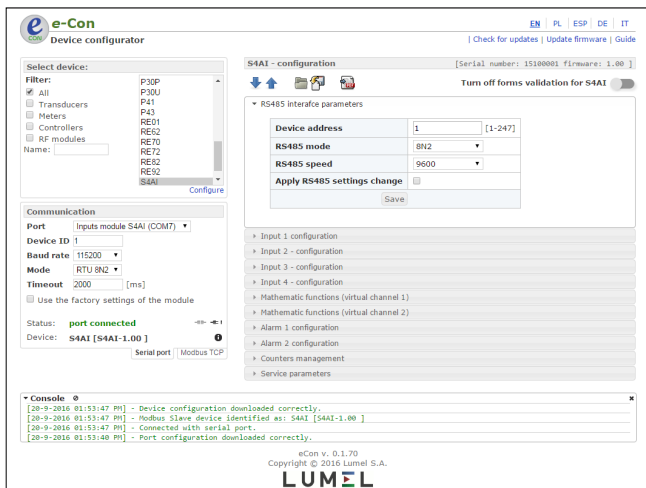 e-Con
CON
Device configurator
EN | PL | ESP | DE | IT
| Check for updates | Update firmware | Guide
Select device:
Filter:
All
Transducers
Meters
Controllers
RF modules
Name:
P30P
P30U
P41
P43
RE01
RE62
RE70
RE72
RE82
RE92
S4AI
Configure
Communication
Port Inputs module S4AI (COM7)
Device ID 1
Baud rate 115200
Mode RTU 8N2
Timeout 2000 [ms]
Use the factory settings of the module
Status: port connected
Device: S4AI [S4AI-1.00 ]
Serial port Modbus TCP
S4AI - configuration [Serial number: 15100001 firmware: 1.00 ]
Turn off forms validation for S4AI
RS485 interafce parameters
Device address 1 [1-247]
RS485 mode 8N2
RS485 speed 9600
Apply RS485 settings change
Save
Input 1 configuration
Input 2 - configuration
Input 3 - configuration
Input 4 - configuration
Mathematic functions (virtual channel 1)
Mathematic functions (virtual channel 2)
Alarm 1 configuration
Alarm 2 configuration
Counters management
Service parameters
Console
[20-9-2016 01:53:47 PM] - Device configuration downloaded correctly.
[20-9-2016 01:53:47 PM] - Modbus Slave device identified as: S4AI [S4AI-1.00 ]
[20-9-2016 01:53:47 PM] - Connected with serial port.
[20-9-2016 01:53:40 PM] - Port configuration downloaded correctly.
eCon v. 0.1.70
Copyright © 2016 Lumel S.A.
LUMEL